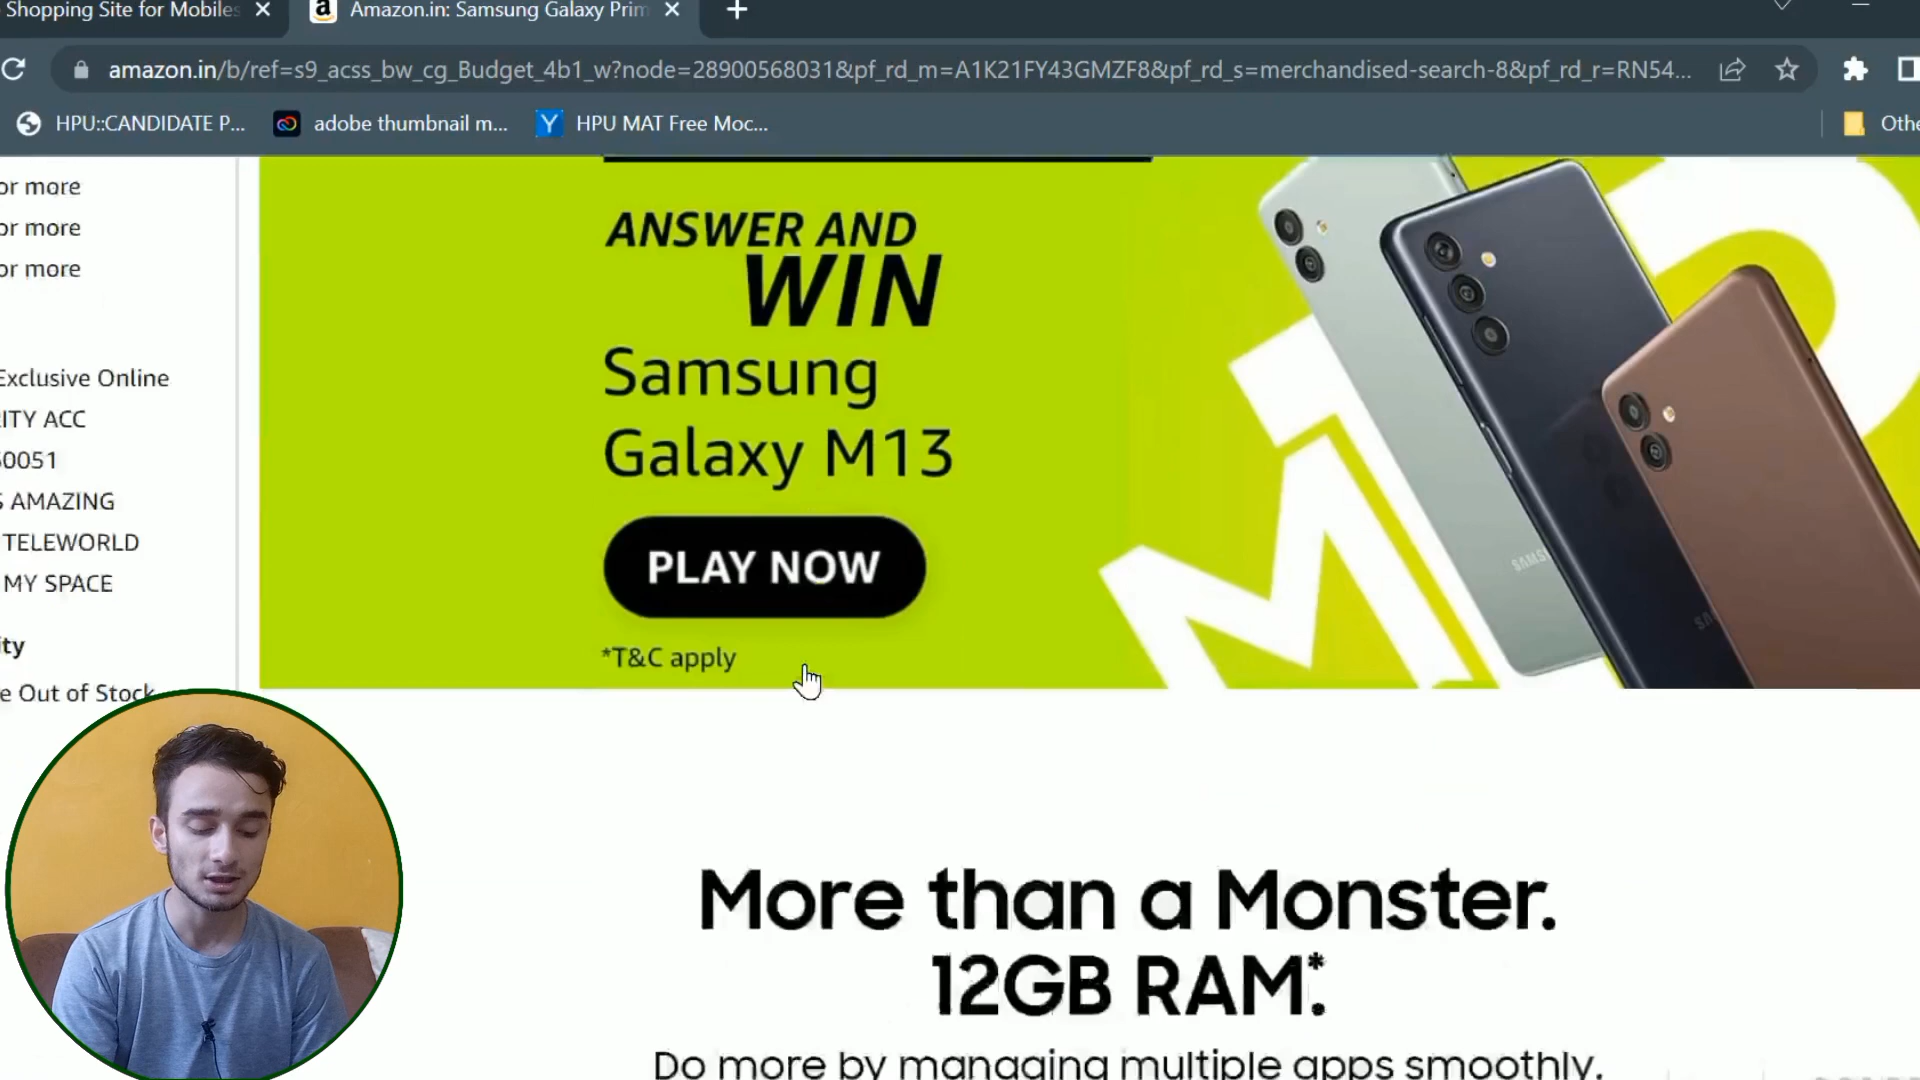 Shopping Site for Mobiles
Amazon.in: Samsung Galaxy Prim
amazon.in/b/ref=s9_acss_bw_cg_Budget_4b1_w?node=28900568031&pf_rd_m=A1K21FY43GMZF8&pf_rd_s=merchandised-search-8&pf_rd_r=RN54...
HPU::CANDIDATE P...
adobe thumbnail m...
HPU MAT Free Moc...
Othe
or more
or more
or more
Exclusive Online
ITY ACC
50051
S AMAZING
TELEWORLD
MY SPACE
ity
e Out of Stock
ANSWER AND
WIN
Samsung
Galaxy M13
PLAY NOW
*T&C apply
More than a Monster.
12GB RAM*.
Do more by managing multiple apps smoothly.